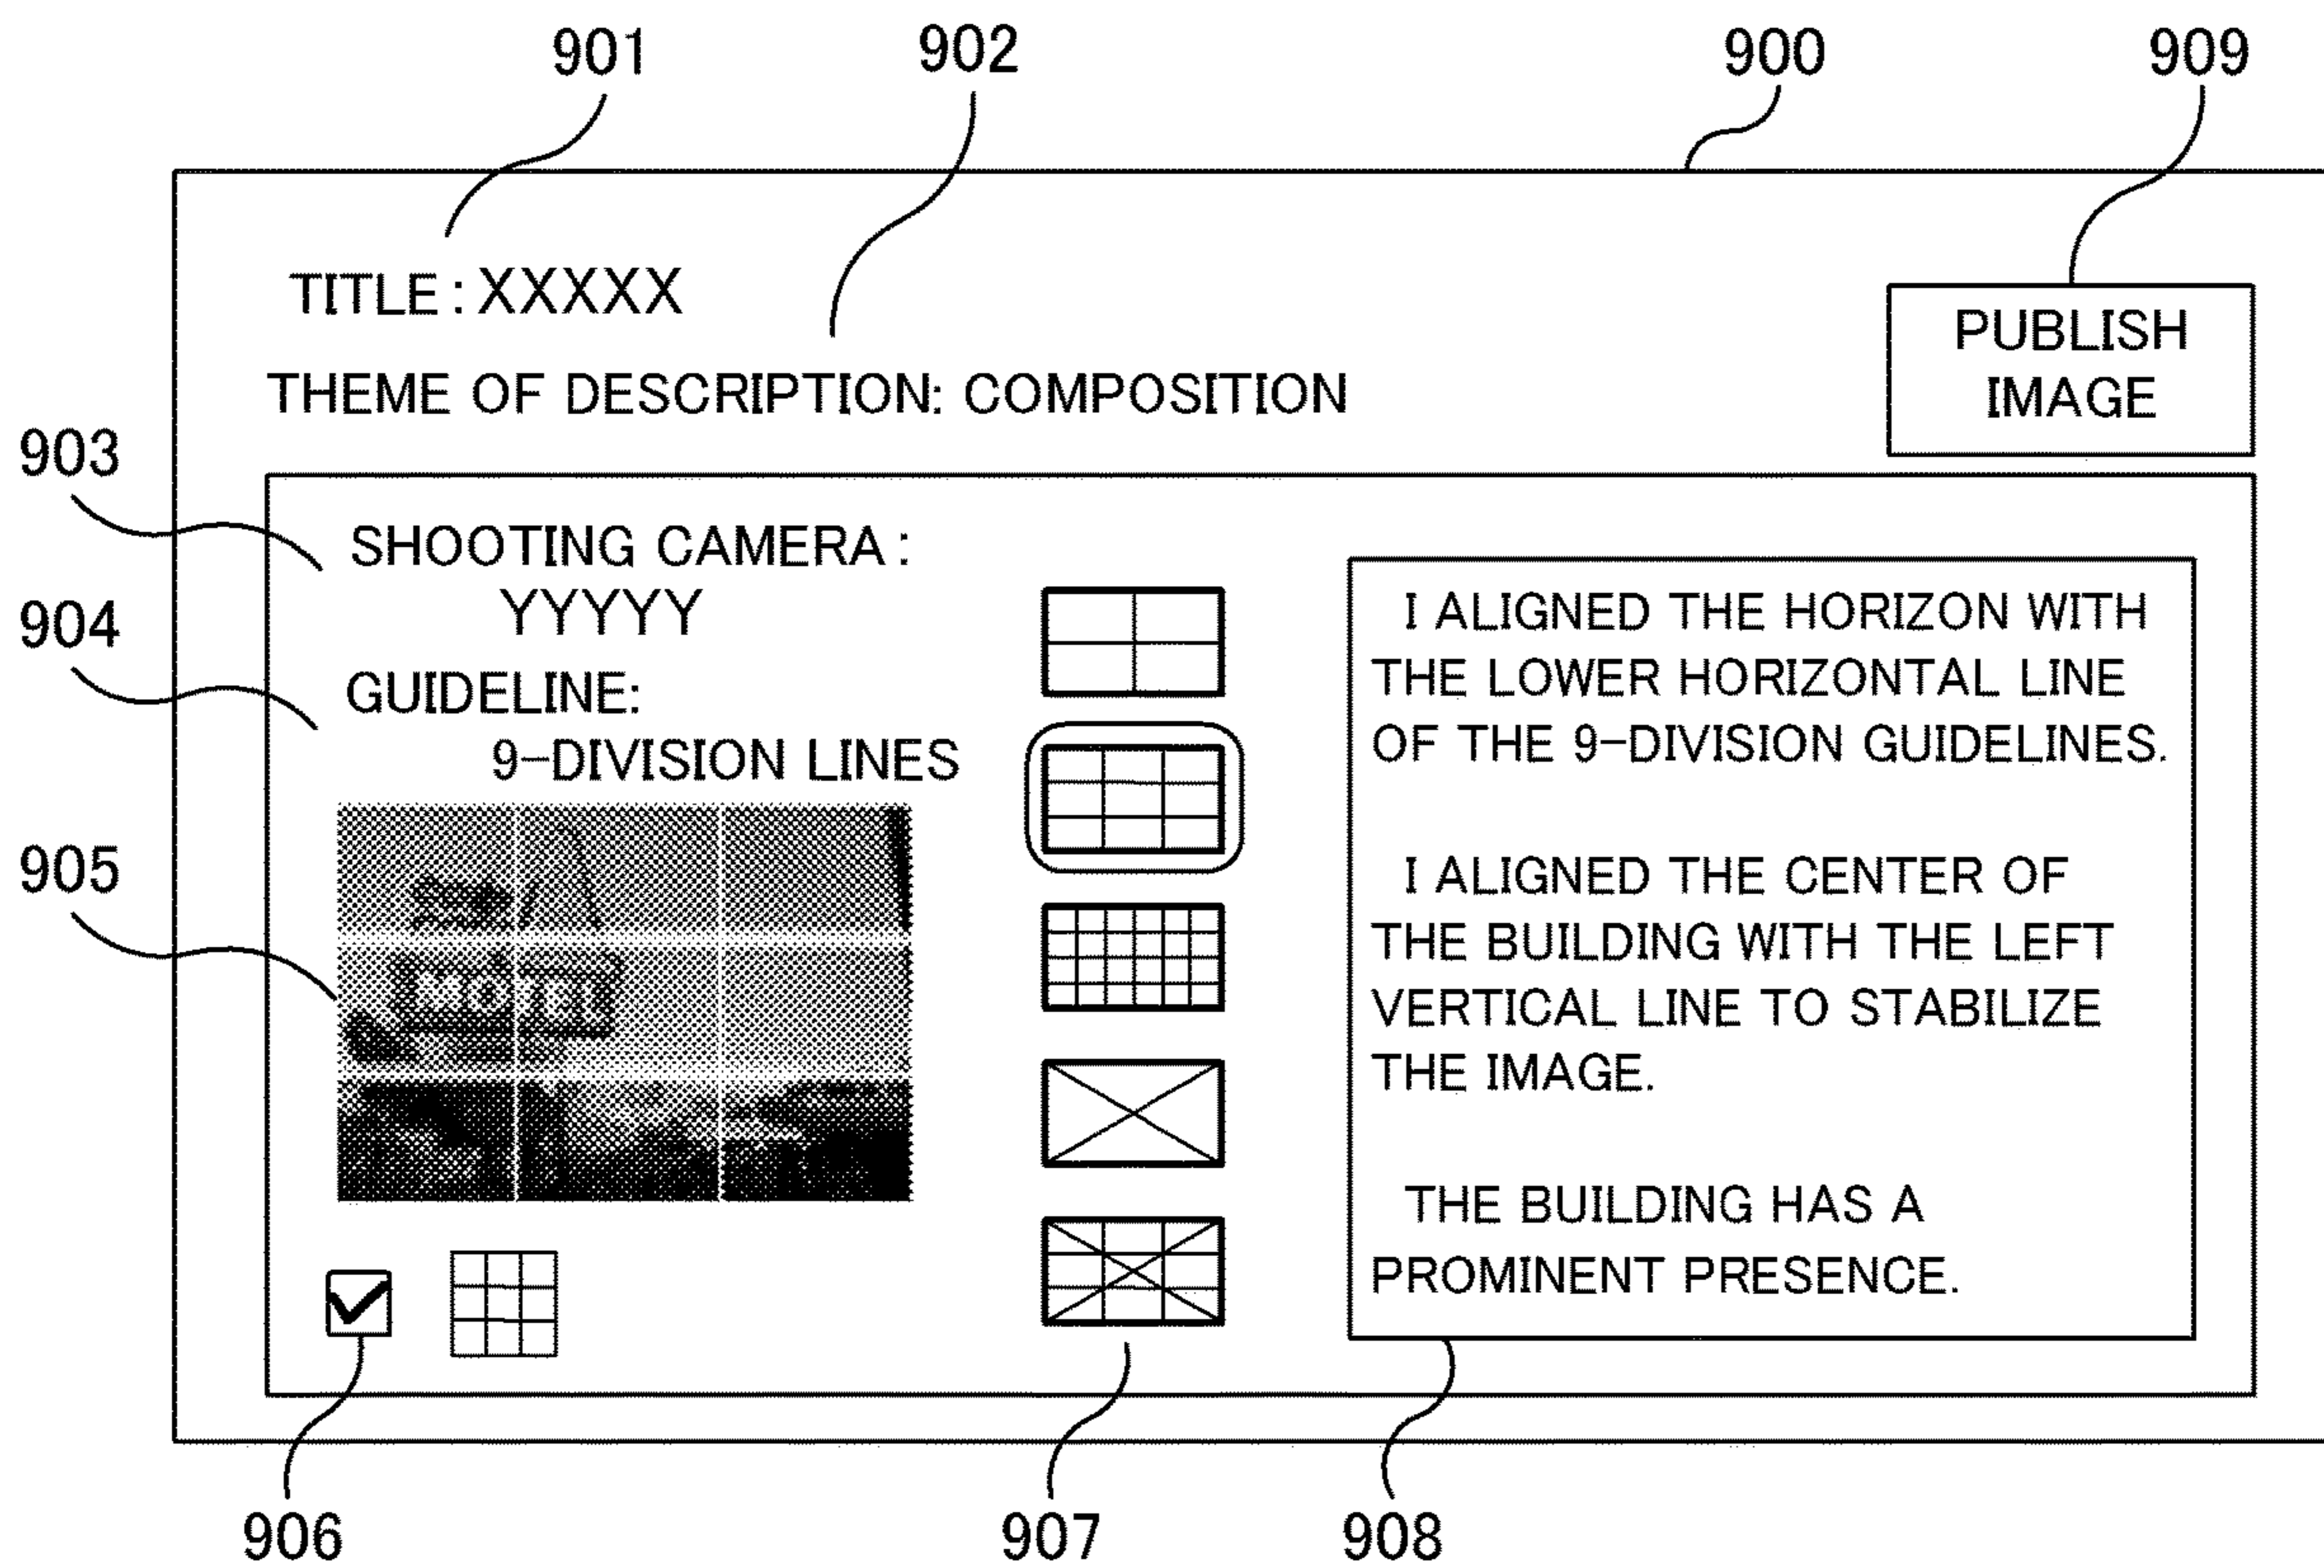 901
902
900
909
TITLE : XXXXX
PUBLISH
IMAGE
THEME OF DESCRIPTION: COMPOSITION
903
SHOOTING CAMERA :
YYYYY
904
GUIDELINE:
9-DIVISION LINES
905
I ALIGNED THE HORIZON WITH
THE LOWER HORIZONTAL LINE
OF THE 9-DIVISION GUIDELINES.
I ALIGNED THE CENTER OF
THE BUILDING WITH THE LEFT
VERTICAL LINE TO STABILIZE
THE IMAGE.
THE BUILDING HAS A
PROMINENT PRESENCE.
906
907
908